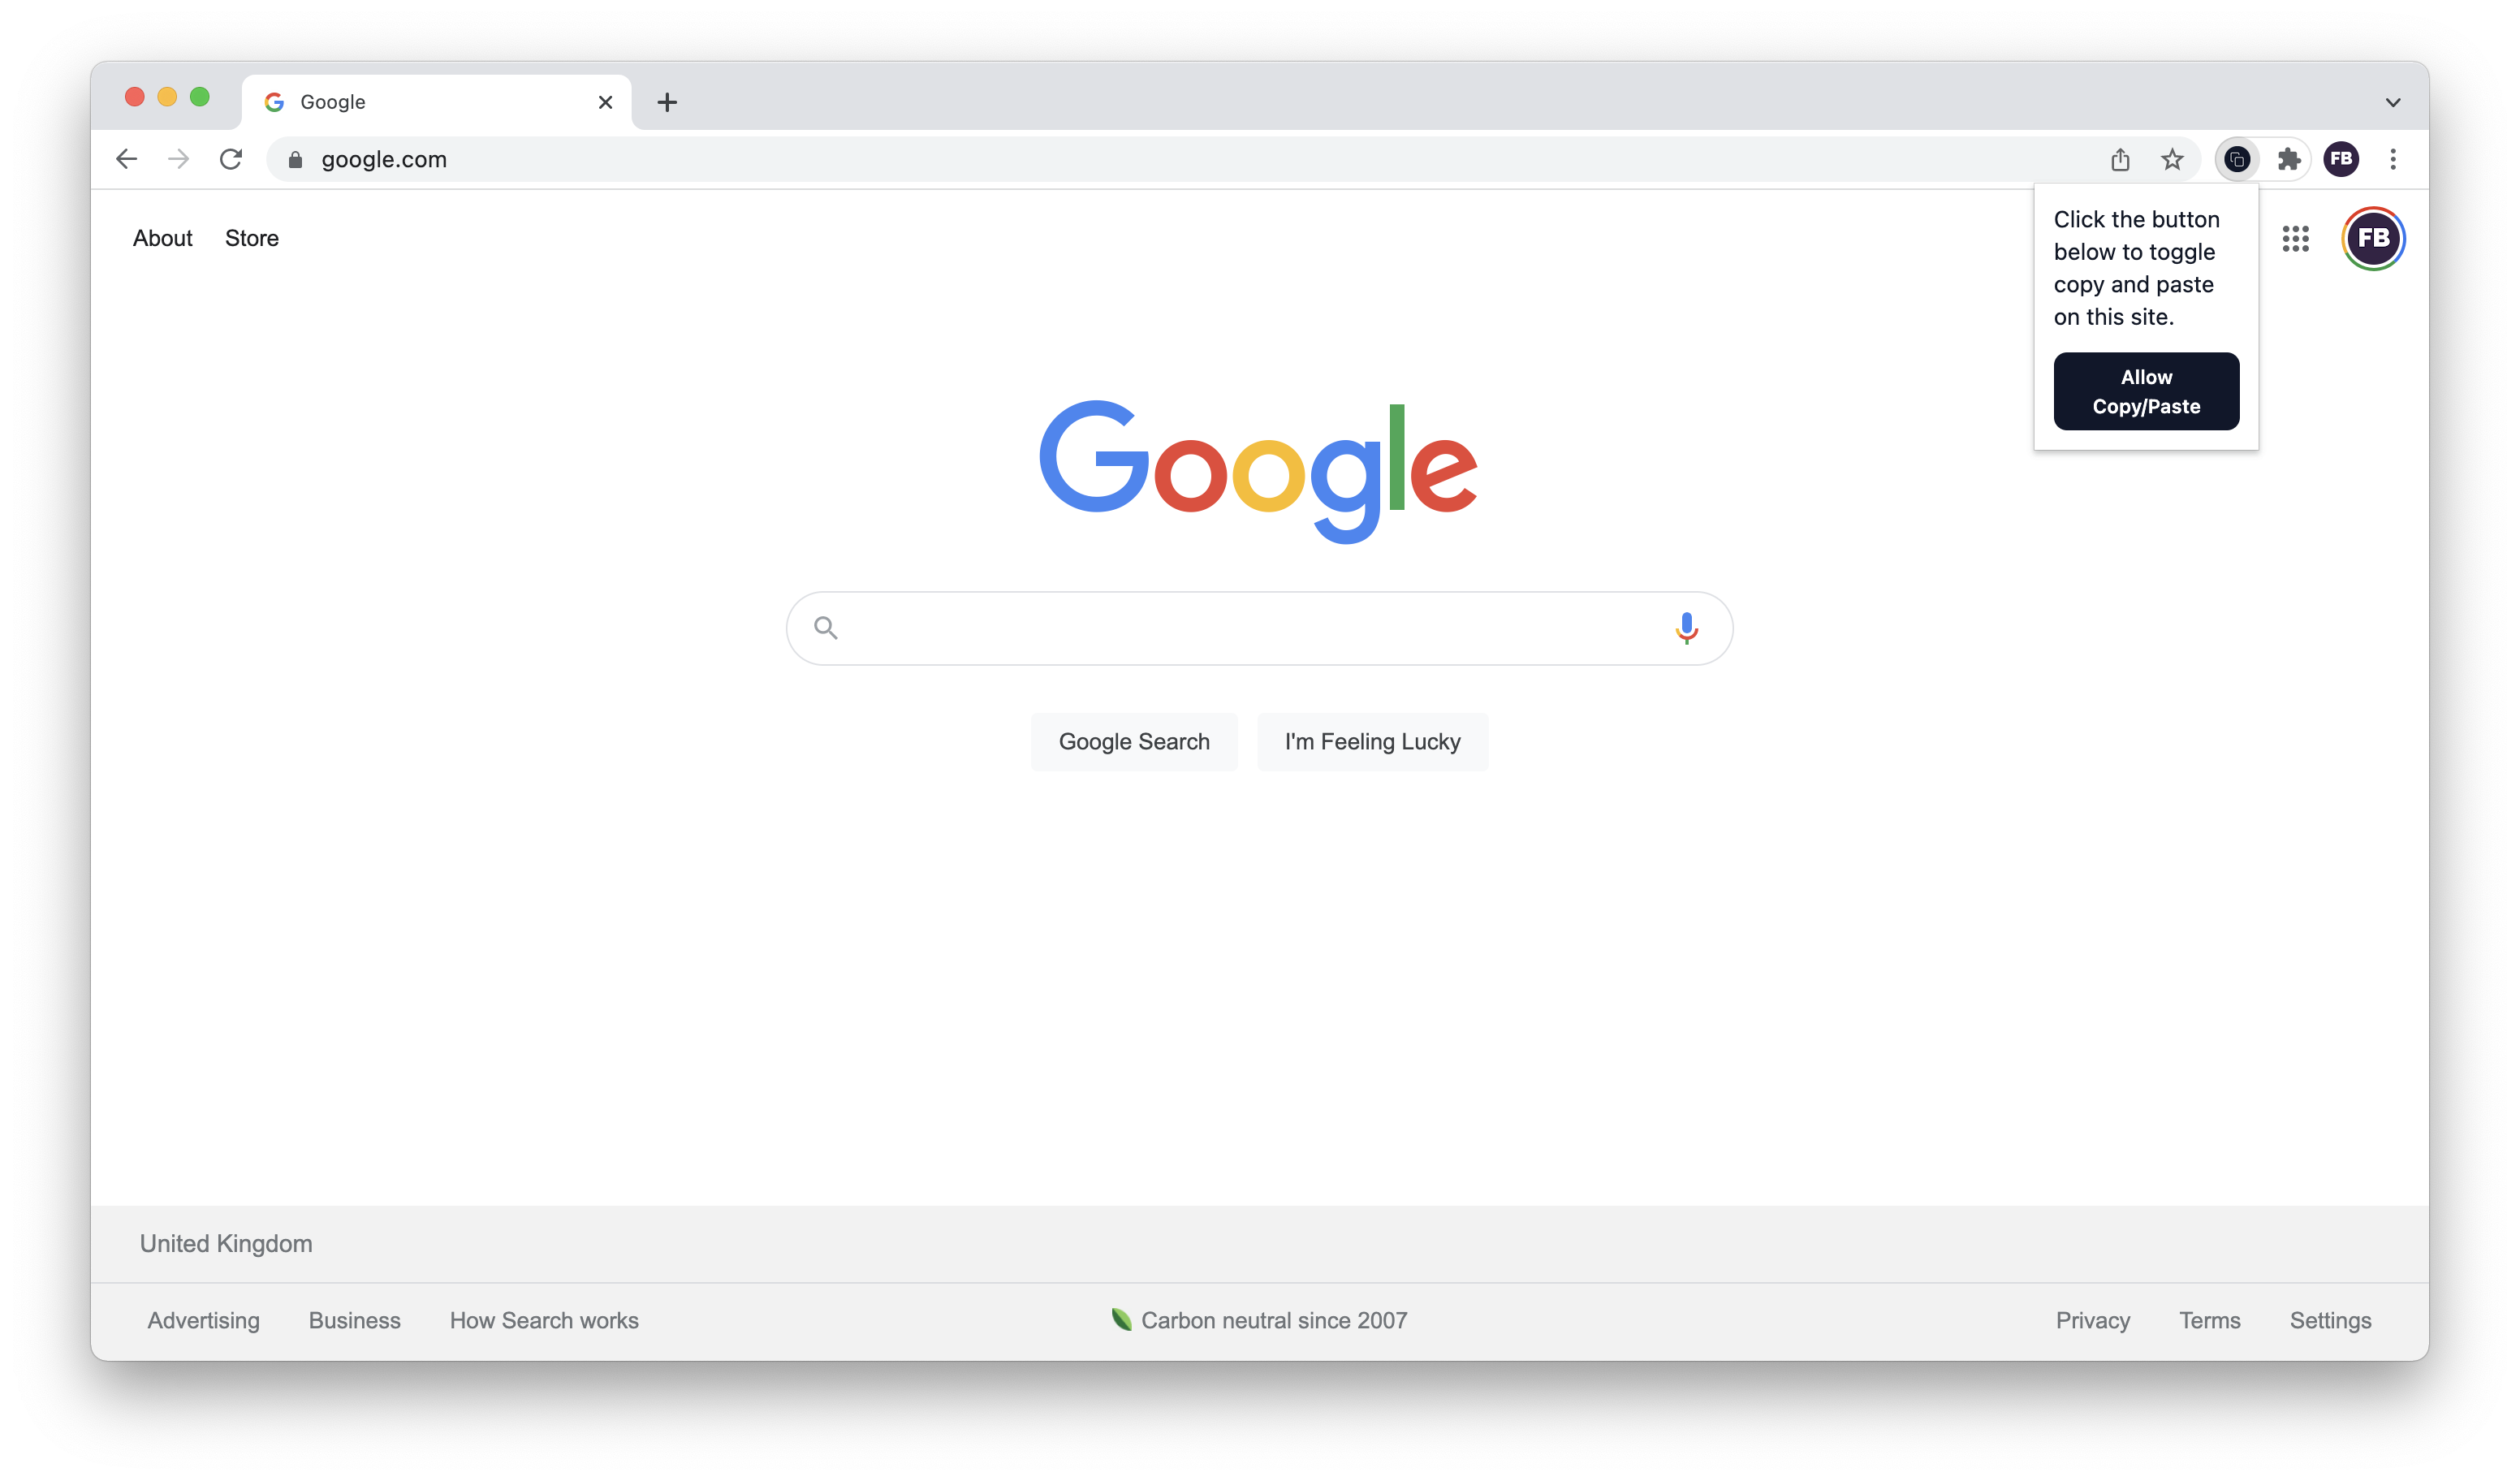 Google
google.com
FB
About
Store
Click the button
below to toggle
copy and paste
on this site.
Allow
Copy/Paste
FB
Google
Google Search
I'm Feeling Lucky
United Kingdom
Advertising
Business
How Search works
Carbon neutral since 2007
Privacy
Terms
Settings